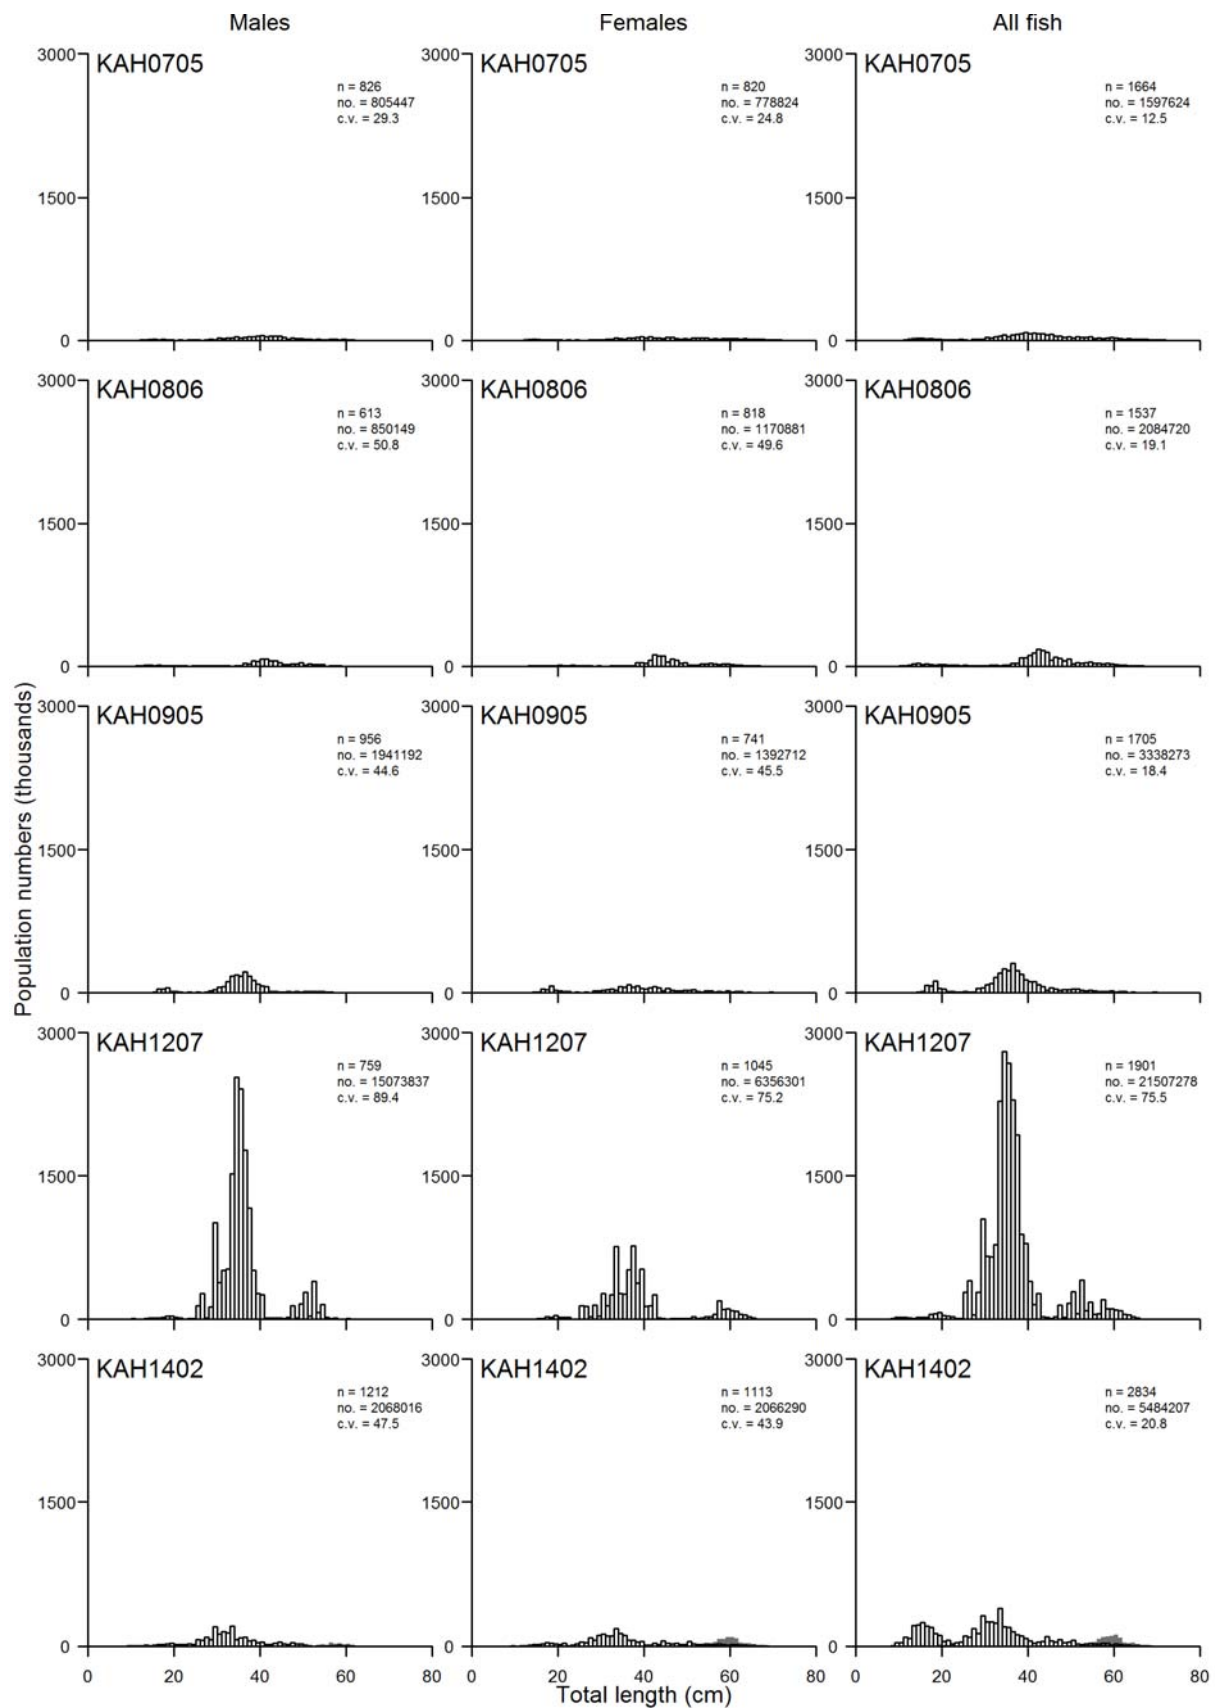 Males Females All fish
3000 KAH0705 3000 KAH0705 3000 KAH0705
n = 826 n = 820 n = 1664
no. = 805447 no. = 778824 no. = 1597624
c.v. = 29.3 c.v. = 24.8 c.v. = 12.5
1500 1500 1500
0 0 0
3000 KAH0806 3000 KAH0806 3000 KAH0806
n = 613 n = 818 n = 1537
no. = 850149 no. = 1170881 no. = 2084720
c.v. = 50.8 c.v. = 49.6 c.v. = 19.1
1500 1500 1500
0 0 0
Population numbers (thousands)
3000 KAH0905 3000 KAH0905 3000 KAH0905
n = 956 n = 741 n = 1705
no. = 1941192 no. = 1392712 no. = 3338273
c.v. = 44.6 c.v. = 45.5 c.v. = 18.4
1500 1500 1500
0 0 0
3000 KAH1207 3000 KAH1207 3000 KAH1207
n = 759 n = 1045 n = 1901
no. = 15073837 no. = 6356301 no. = 21507278
c.v. = 89.4 c.v. = 75.2 c.v. = 75.5
1500 1500 1500
0 0 0
3000 KAH1402 3000 KAH1402 3000 KAH1402
n = 1212 n = 1113 n = 2834
no. = 2068016 no. = 2066290 no. = 5484207
c.v. = 47.5 c.v. = 43.9 c.v. = 20.8
1500 1500 1500
0 0 0
0 20 40 60 80 0 20 40 60 80 0 20 40 60 80
Total length (cm)